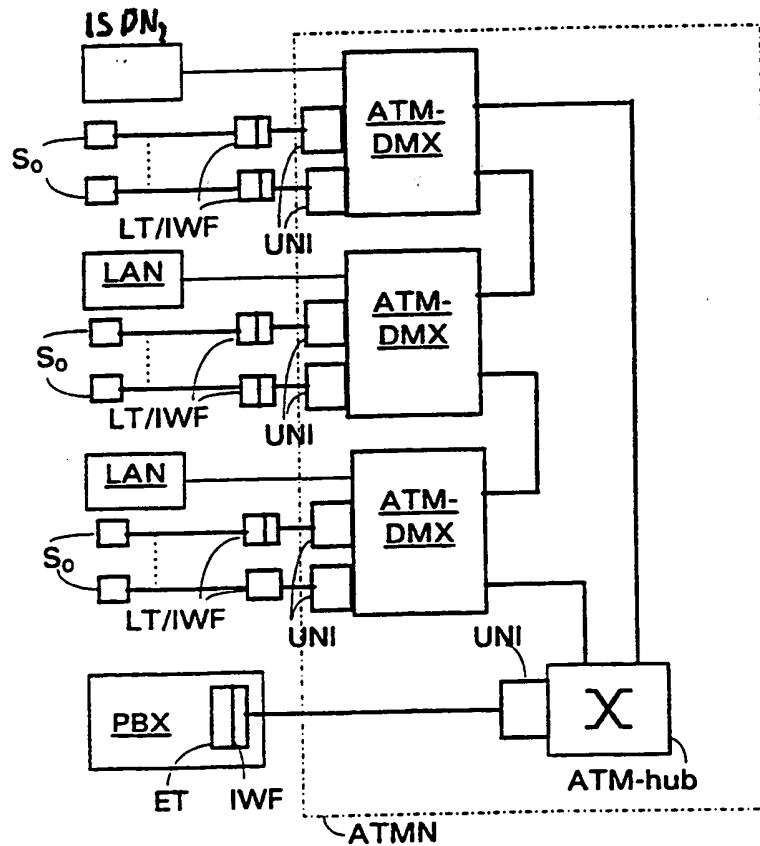 ISDN2
ATM-
DMX
S0
LT/IWF
UNI
LAN
ATM-
DMX
S0
LT/IWF
UNI
LAN
ATM-
DMX
S0
LT/IWF
UNI
UNI
PBX
ET
IWF
ATM-hub
ATMN